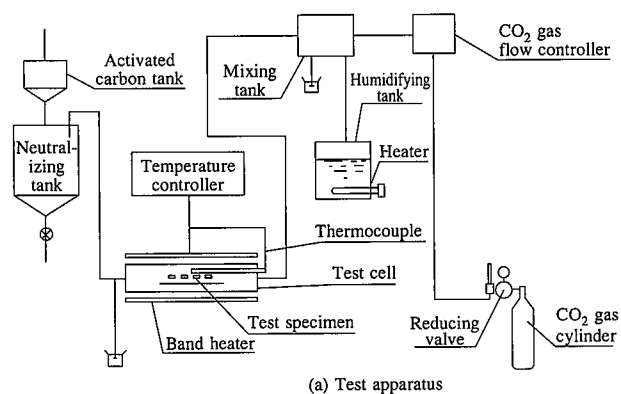 Activated
carbon tank
Neutral-
izing
tank
Temperature
controller
Mixing
tank
Humidifying
tank
Heater
CO₂ gas
flow controller
Thermocouple
Test cell
Test specimen
Band heater
Reducing
valve
CO₂ gas
cylinder
(a) Test apparatus